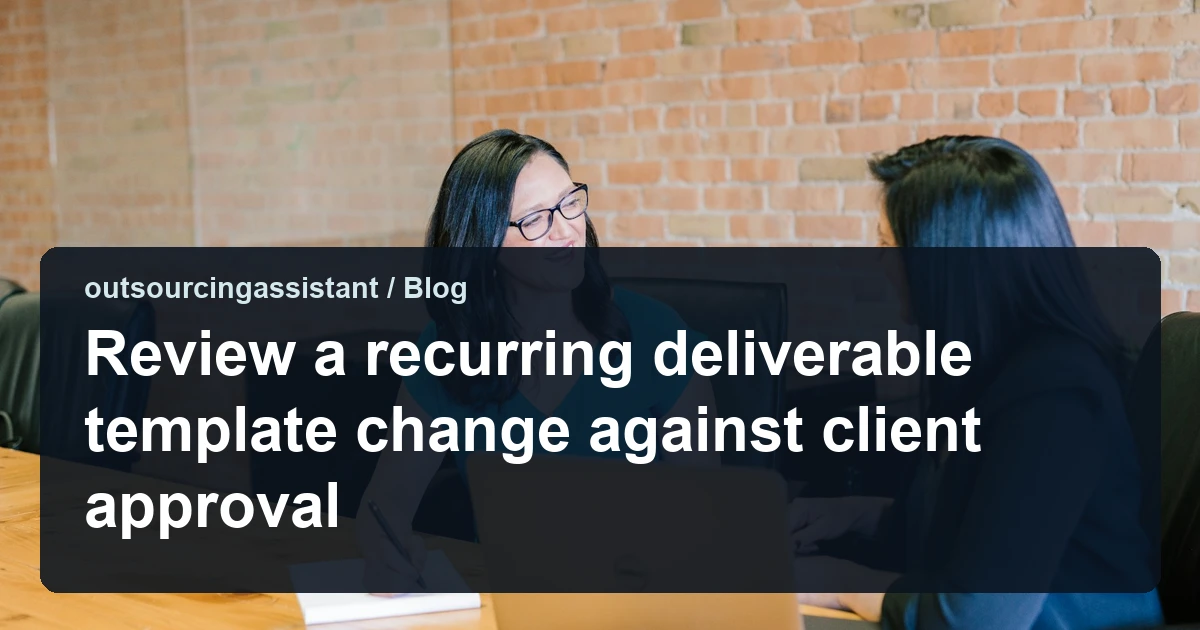 outsourcingassistant / Blog
Review a recurring deliverable
template change against client
approval